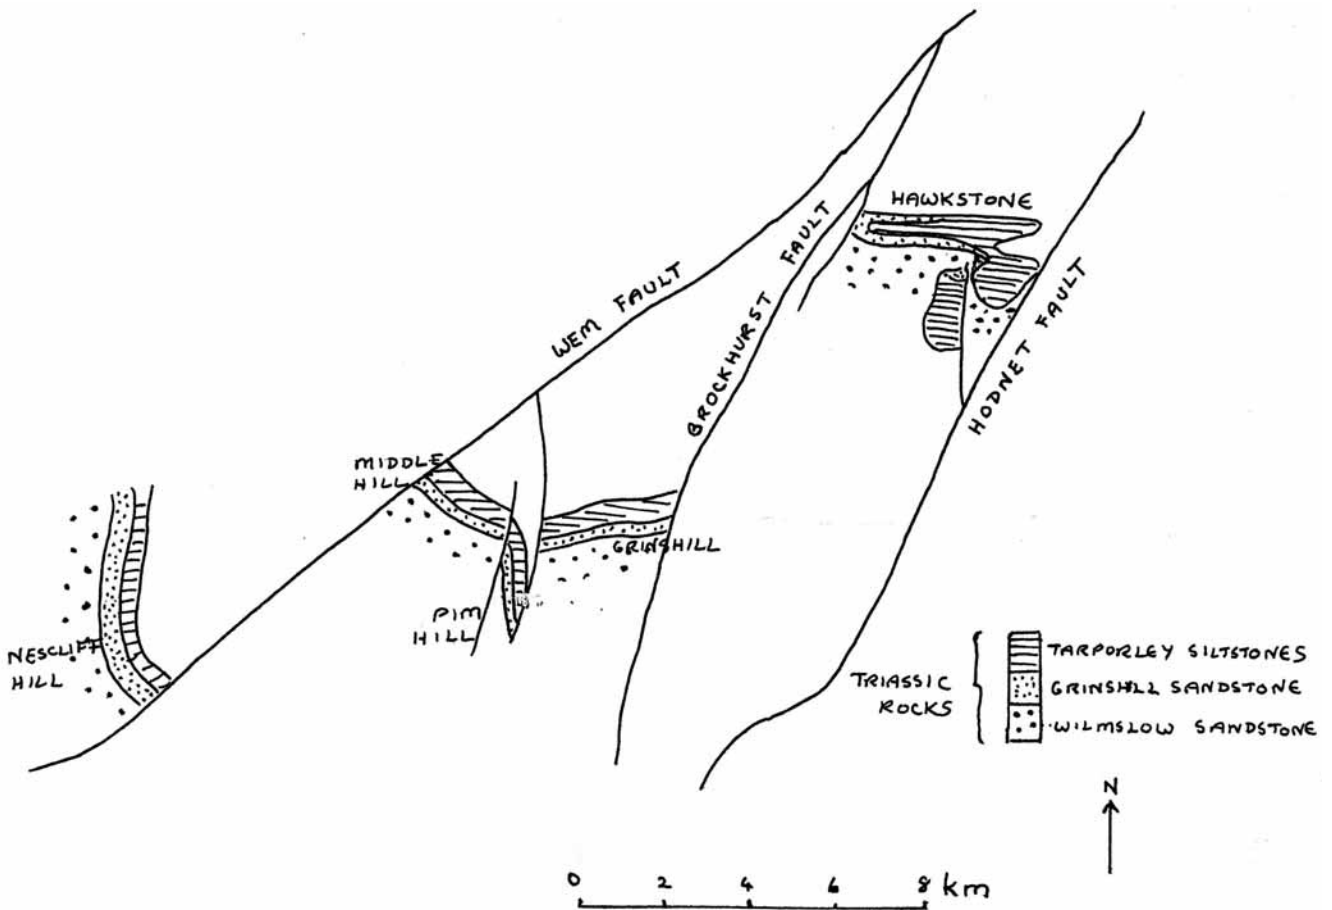 HAWKSTONE
WEM FAULT
BROCKHURST FAULT
HODNET FAULT
MIDDLE
HILL
GRINSHILL
PIM
HILL
NESCLIFF
HILL
TRIASSIC
ROCKS
TARPORLEY SILTSTONES
GRINSHILL SANDSTONE
WILMSLOW SANDSTONE
N
0 2 4 6 8 km